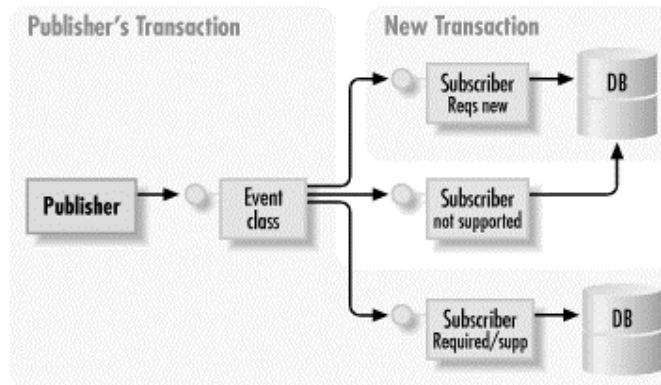 Publisher's Transaction
New Transaction
Subscriber
Reqs new
DB
Publisher
Event
class
Subscriber
not supported
Subscriber
Required/supp
DB